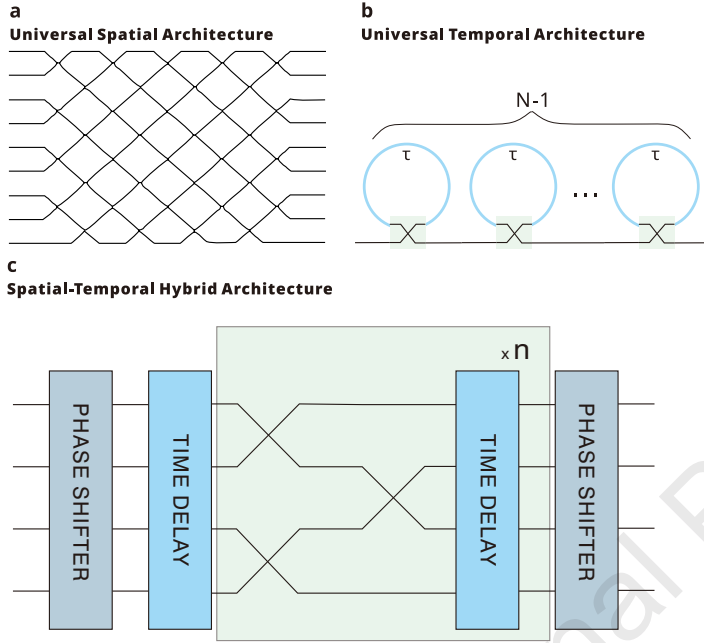 a
Universal Spatial Architecture
b
Universal Temporal Architecture
N-1
τ
τ
τ
...
c
Spatial-Temporal Hybrid Architecture
x n
PHASE SHIFTER
TIME DELAY
TIME DELAY
PHASE SHIFTER